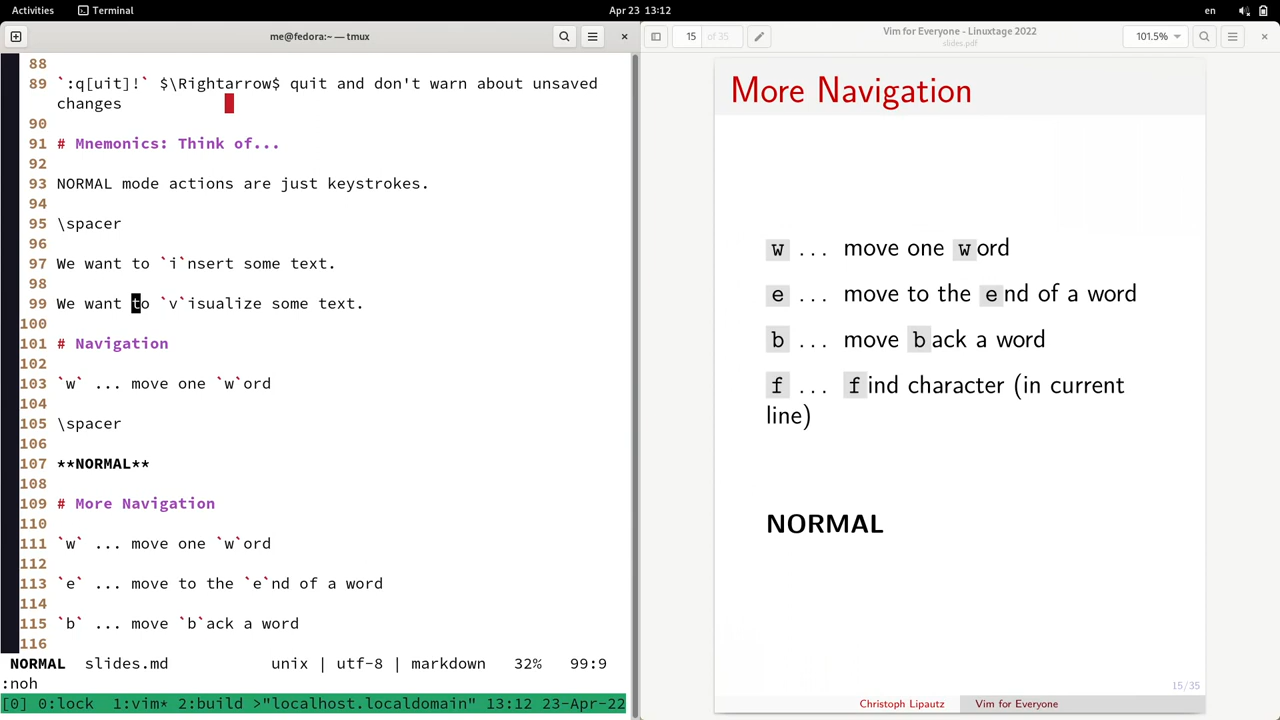 Activities
Terminal
Apr 23 13:12
en
me@fedora:~ — tmux
88
89 `:q[uit]!` $\Rightarrow$ quit and don't warn about unsaved
changes
90
91 # Mnemonics: Think of...
92
93 NORMAL mode actions are just keystrokes.
94
95 \spacer
96
97 We want to `i`nsert some text.
98
99 We want to `v`isualize some text.
100
101 # Navigation
102
103 `w` ... move one `w`ord
104
105 \spacer
106
107 **NORMAL**
108
109 # More Navigation
110
111 `w` ... move one `w`ord
112
113 `e` ... move to the `e`nd of a word
114
115 `b` ... move `b`ack a word
116
NORMAL slides.md unix | utf-8 | markdown 32% 99:9
:noh
[0] 0:lock 1:vim* 2:build >"localhost.localdomain" 13:12 23-Apr-22
15 of 35
Vim for Everyone - Linuxtage 2022
slides.pdf
101.5%
More Navigation
w ... move one word
e ... move to the end of a word
b ... move back a word
f ... find character (in current
line)
NORMAL
15/35
Christoph Lipautz
Vim for Everyone